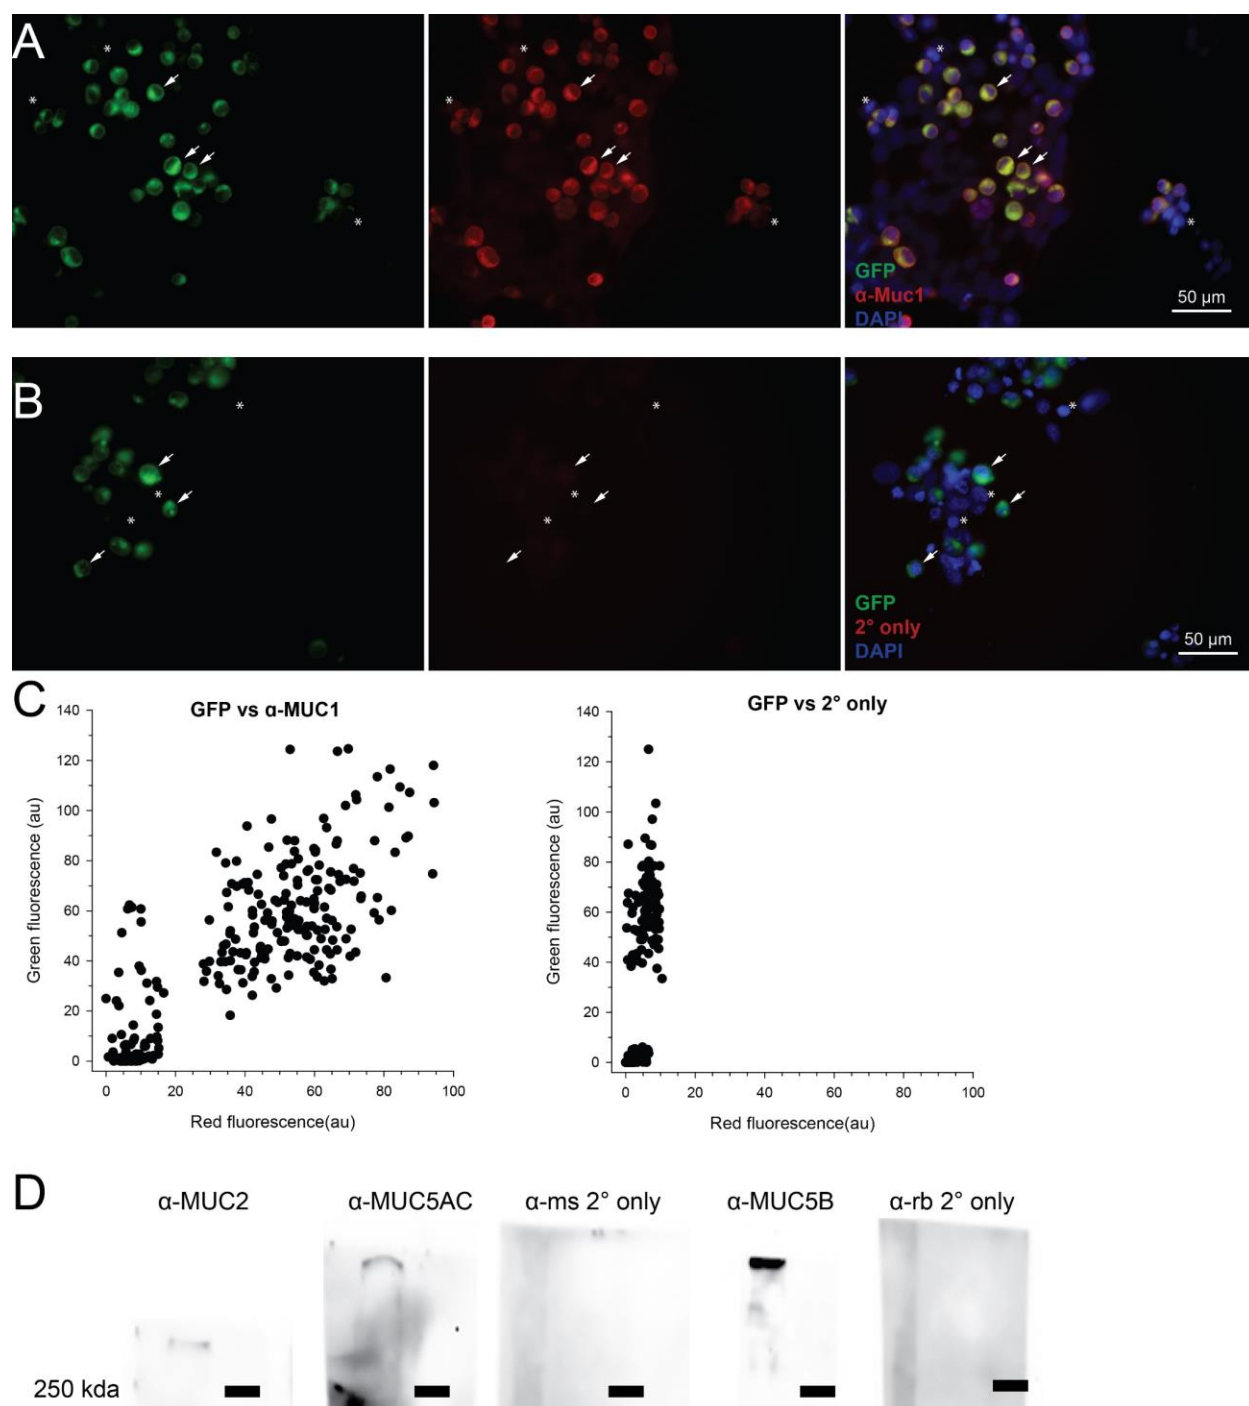 A
* * *
* * *
* * *
GFP
α-Muc1
DAPI
50 µm
B
* * *
* * *
* * *
GFP
2° only
DAPI
50 µm
C
GFP vs α-MUC1
140
120
100
80
60
40
20
0
Green fluorescence (au)
0 20 40 60 80 100
Red fluorescence(au)
GFP vs 2° only
140
120
100
80
60
40
20
0
Green fluorescence (au)
0 20 40 60 80 100
Red fluorescence(au)
D
α-MUC2 α-MUC5AC α-ms 2° only α-MUC5B α-rb 2° only
250 kda